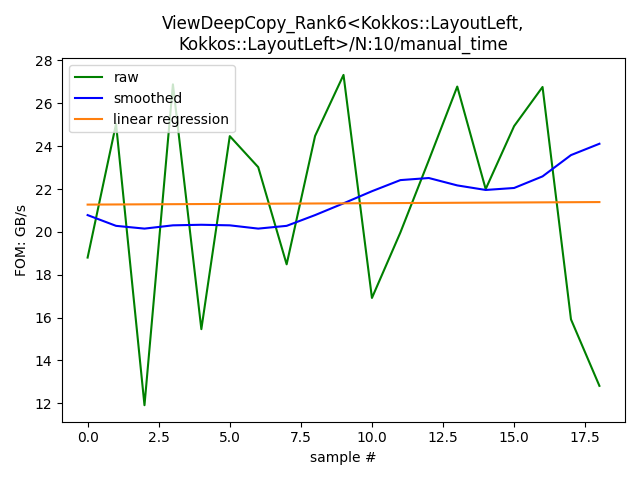 ViewDeepCopy_Rank6<Kokkos::LayoutLeft,
Kokkos::LayoutLeft>/N:10/manual_time
raw
smoothed
linear regression
FOM: GB/s
28
26
24
22
20
18
16
14
12
0.0 2.5 5.0 7.5 10.0 12.5 15.0 17.5
sample #